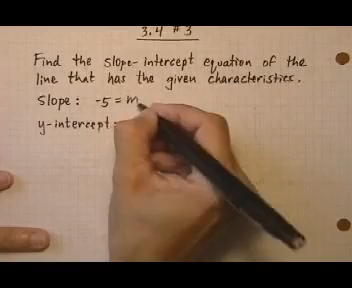 3.4 #3
Find the slope-intercept equation of the
line that has the given characteristics.
Slope: -5 = m
y-intercept: